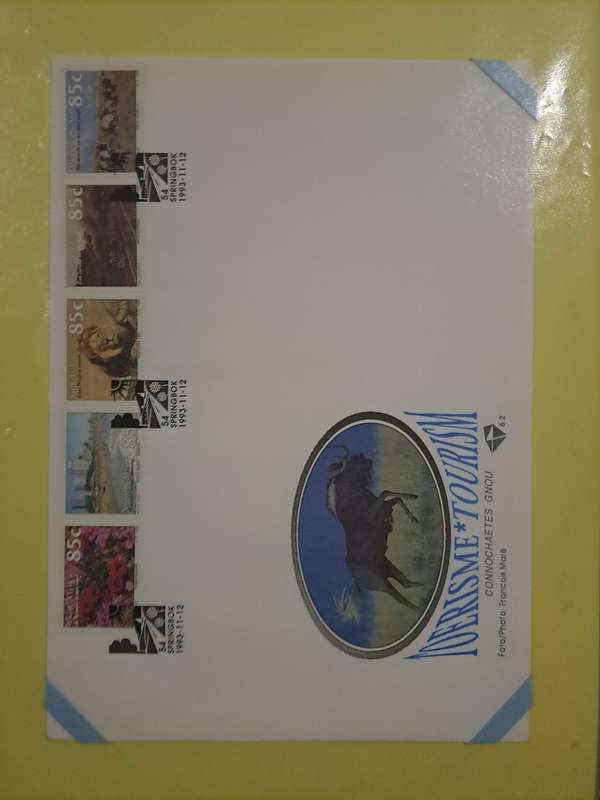 85c
85c
85c
85c
85c
54
SPRINGBOK
1993-11-12
54
SPRINGBOK
1993-11-12
54
SPRINGBOK
1993-11-12
TOERISME*TOURISM
CONNOCHAETES GNOU
Foto/Photo: Francois Maré
6.2